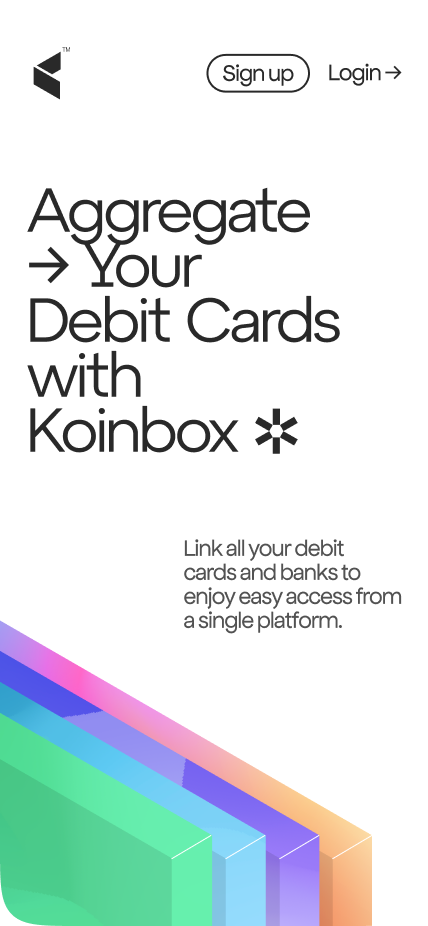 ™
Sign up
Login →
Aggregate
→ Your
Debit Cards
with
Koinbox ✲
Link all your debit
cards and banks to
enjoy easy access from
a single platform.